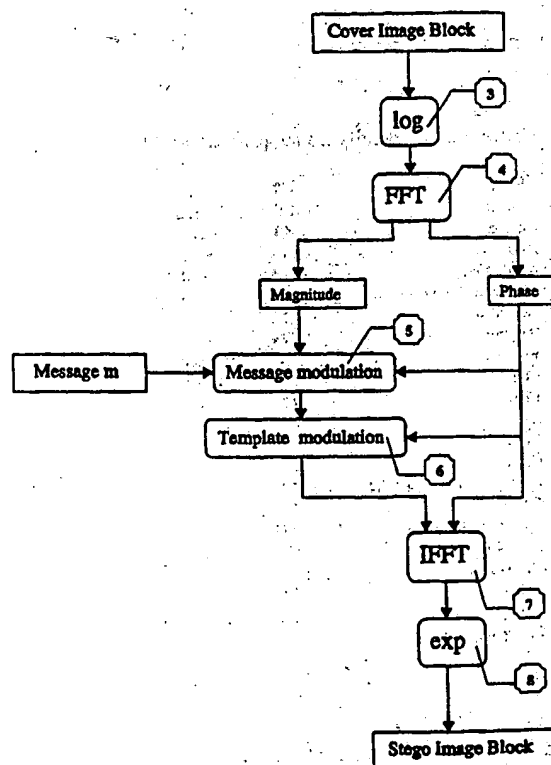 Cover Image Block
3
log
4
FFT
Magnitude
Phase
5
Message m
Message modulation
Template modulation
6
IFFT
7
exp
8
Stego Image Block